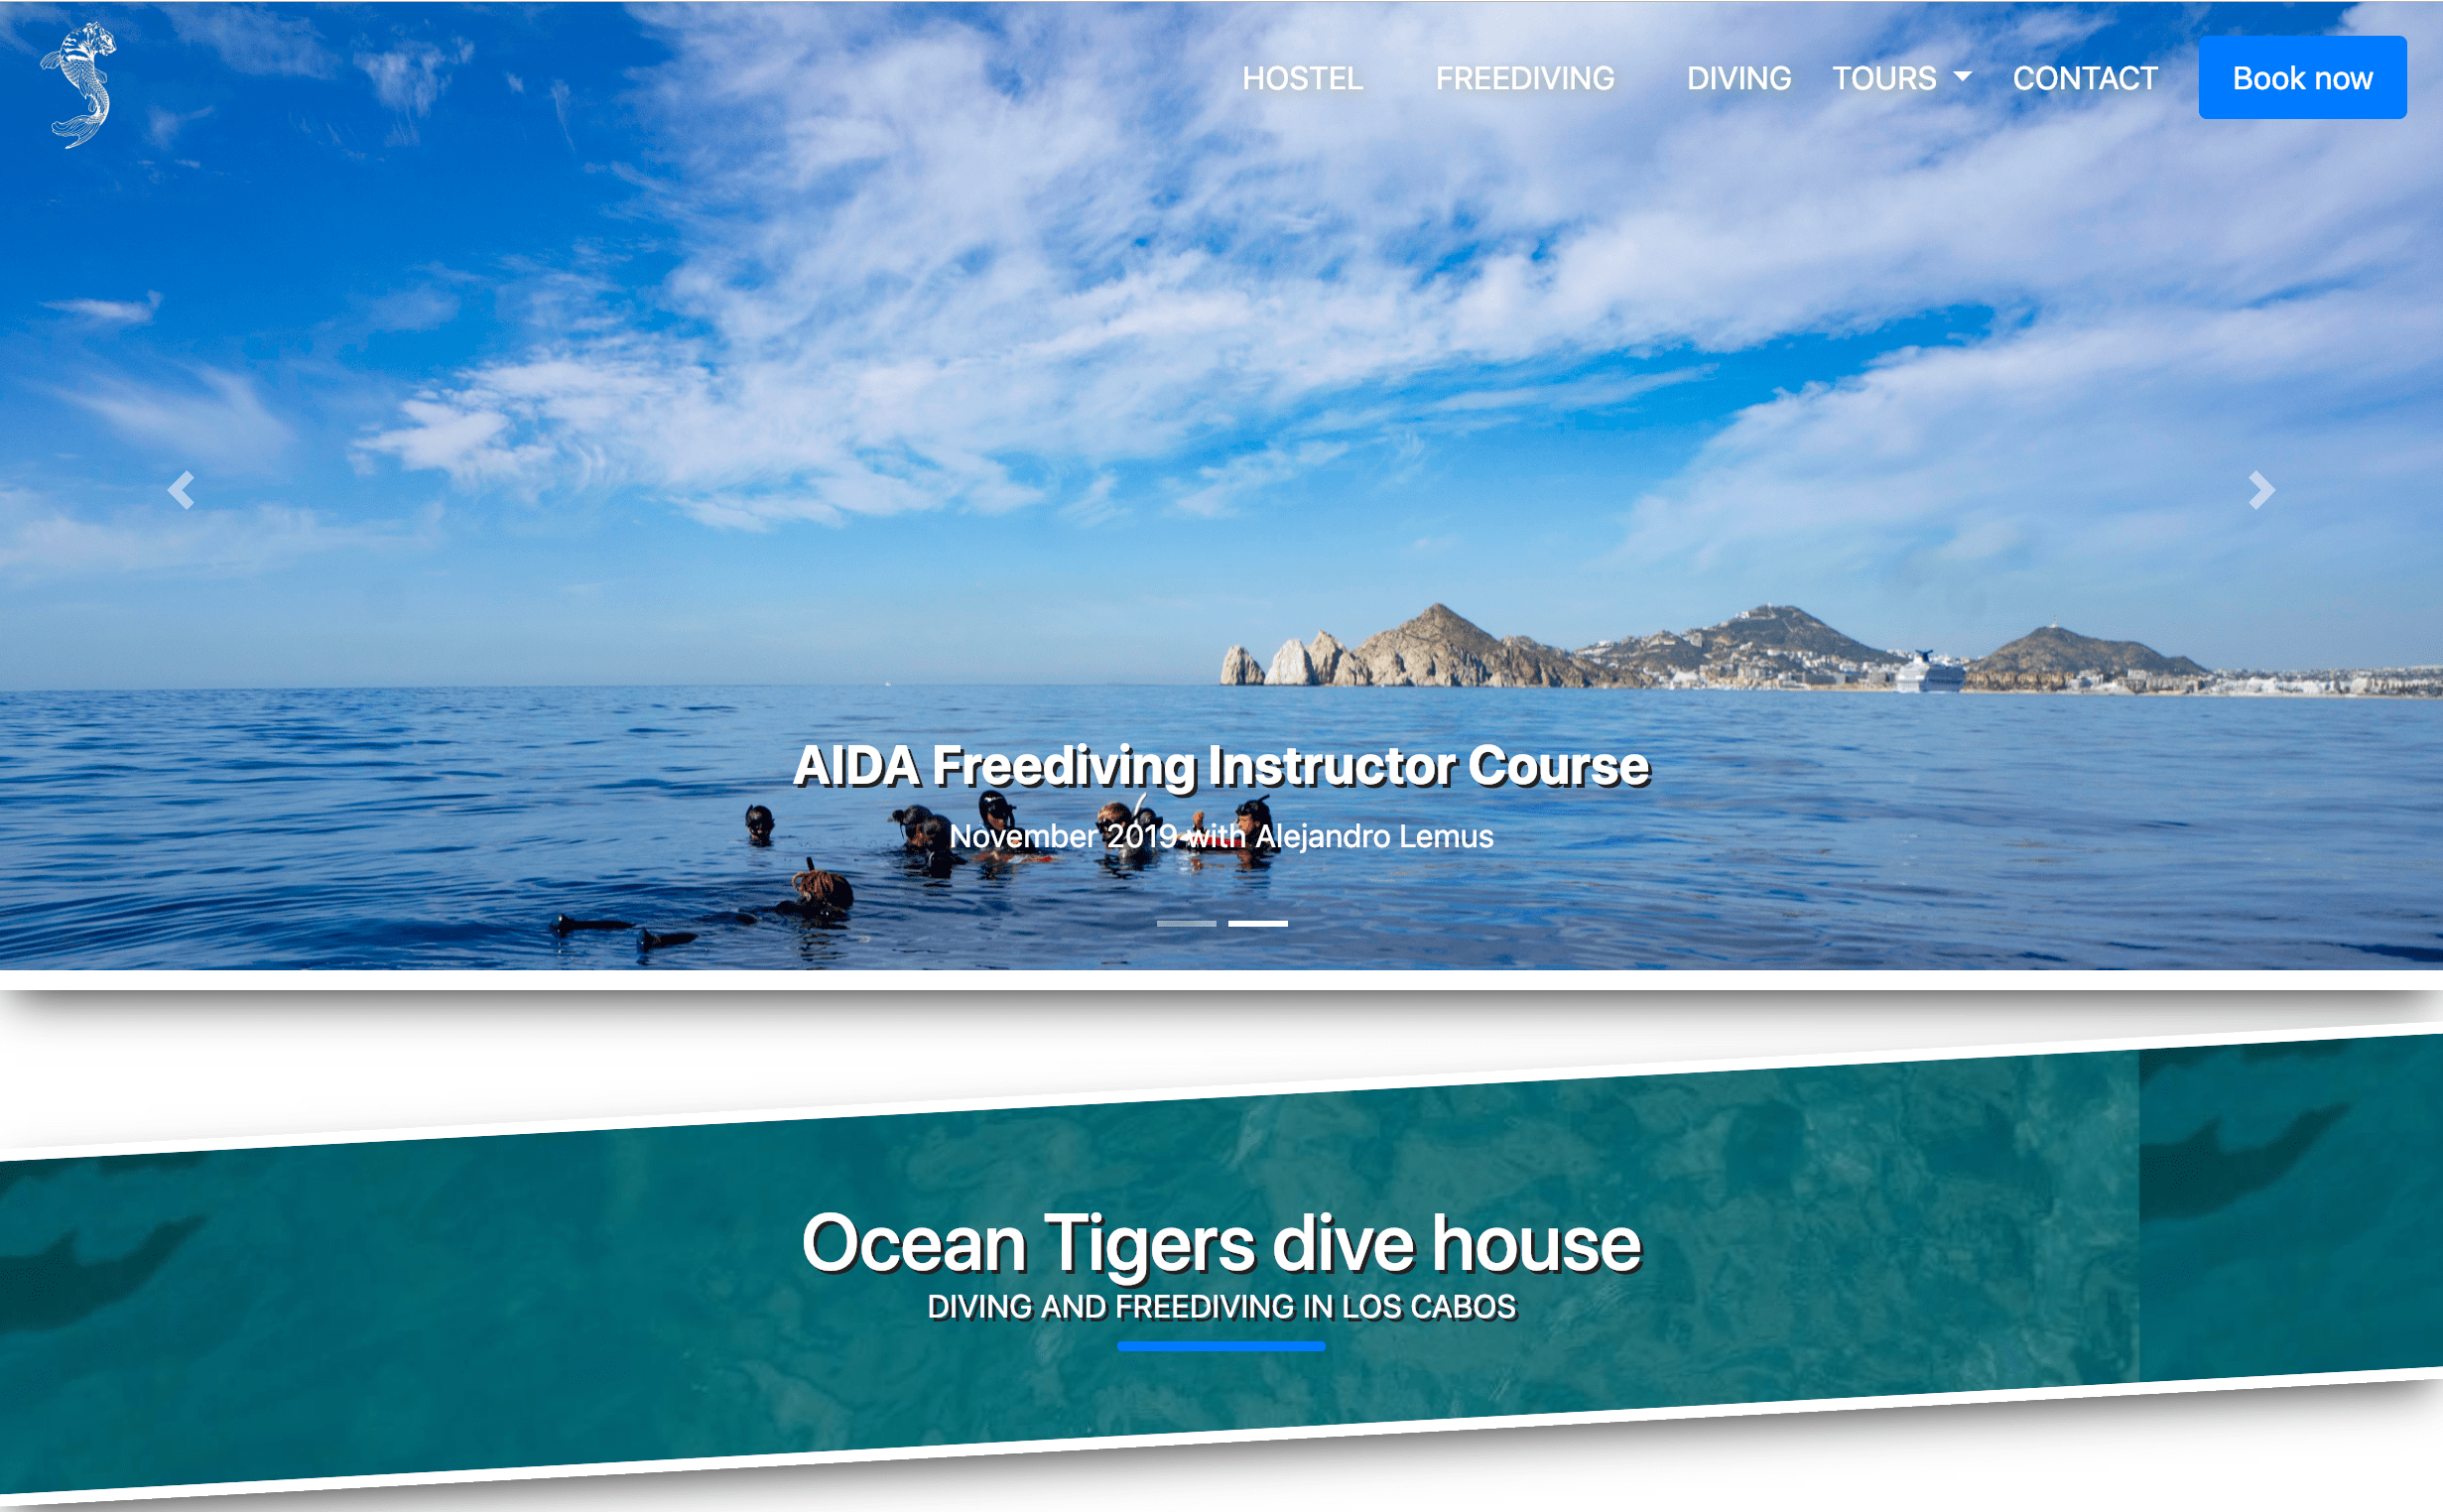 HOSTEL FREEDIVING DIVING TOURS CONTACT Book now
AIDA Freediving Instructor Course
November 2019 with Alejandro Lemus
Ocean Tigers dive house
DIVING AND FREEDIVING IN LOS CABOS